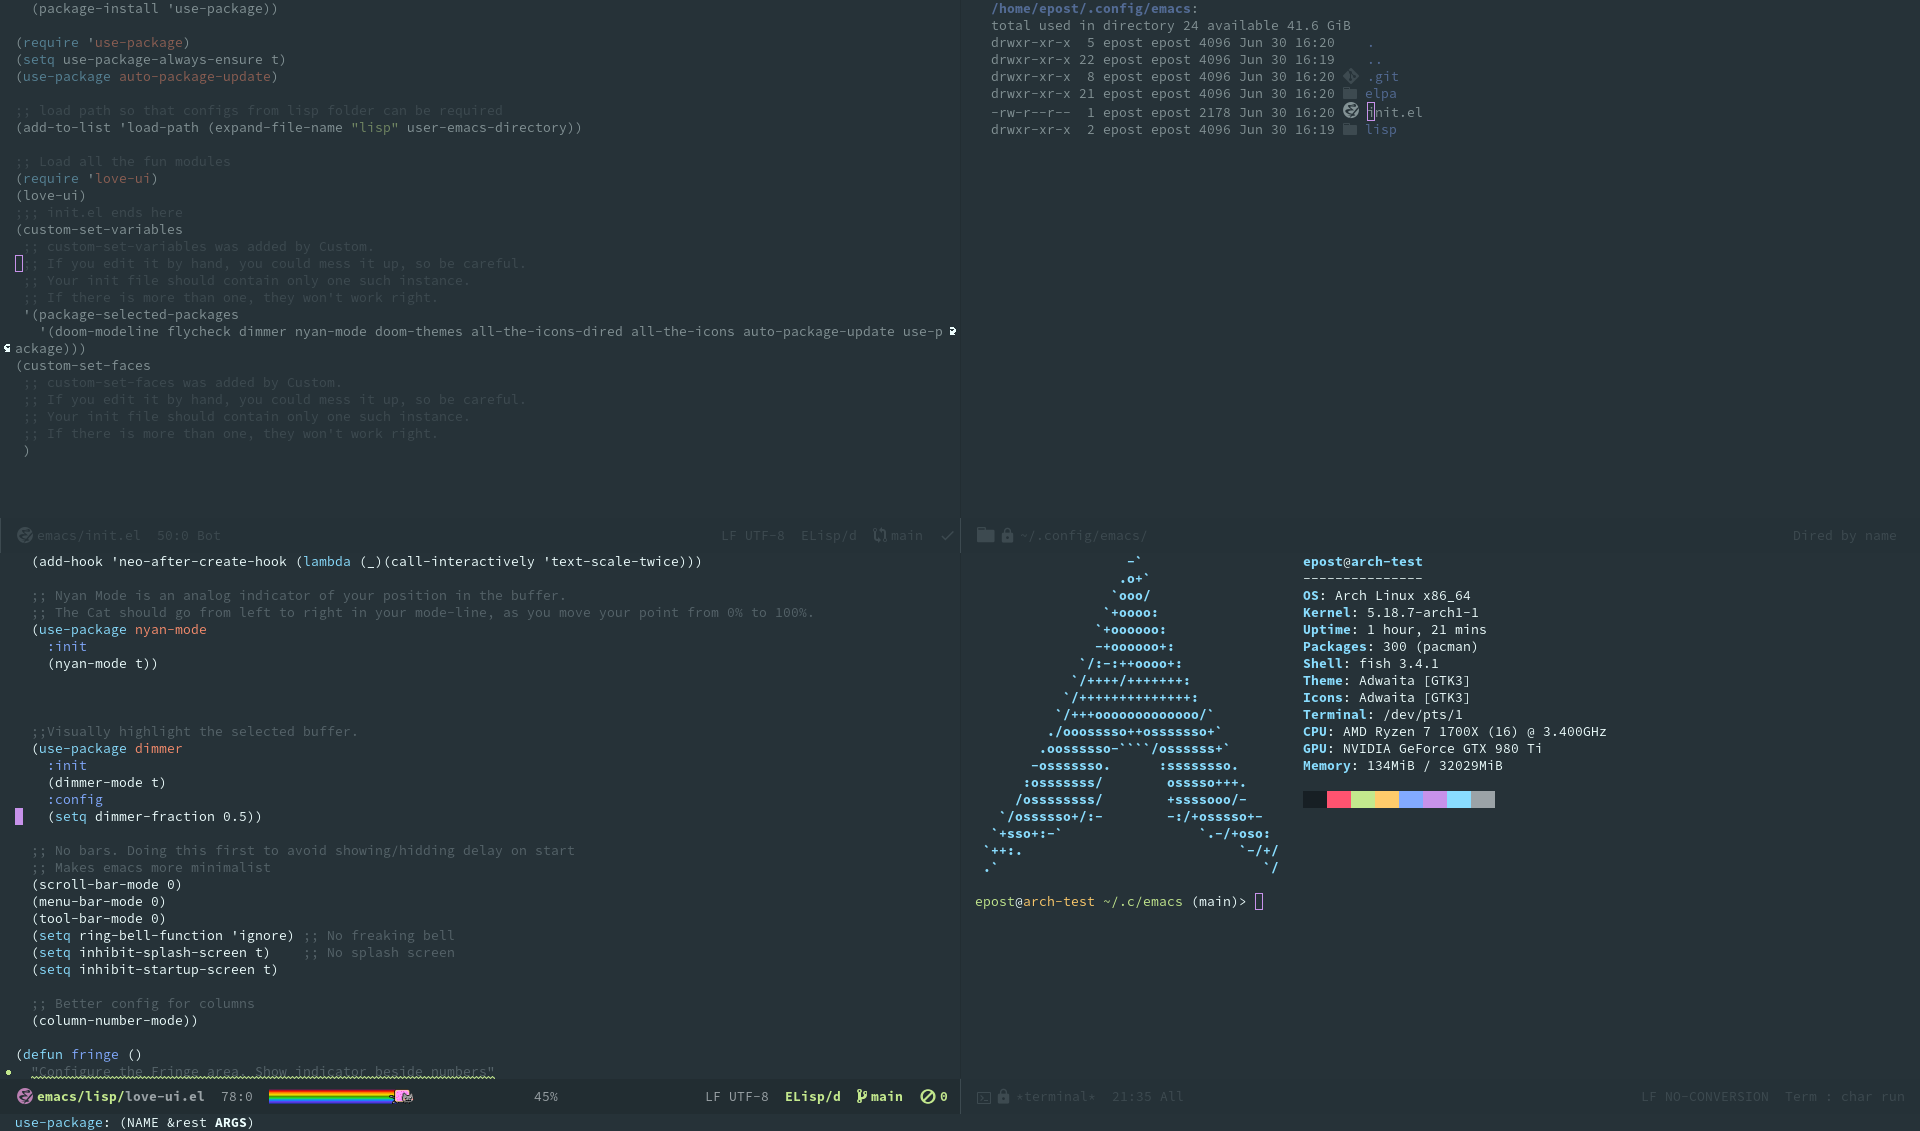 (package-install 'use-package))
(require 'use-package)
(setq use-package-always-ensure t)
(use-package auto-package-update)
;; load path so that configs from lisp folder can be required
(add-to-list 'load-path (expand-file-name "lisp" user-emacs-directory))
;; Load all the fun modules
(require 'love-ui)
(love-ui)
;;; init.el ends here
(custom-set-variables
;; custom-set-variables was added by Custom.
;; If you edit it by hand, you could mess it up, so be careful.
;; Your init file should contain only one such instance.
;; If there is more than one, they won't work right.
'(package-selected-packages
'(doom-modeline flycheck dimmer nyan-mode doom-themes all-the-icons-dired all-the-icons auto-package-update use-p
ackage)))
(custom-set-faces
;; custom-set-faces was added by Custom.
;; If you edit it by hand, you could mess it up, so be careful.
;; Your init file should contain only one such instance.
;; If there is more than one, they won't work right.
)
emacs/init.el 50:0 Bot LF UTF-8 ELisp/d main
/home/epost/.config/emacs:
total used in directory 24 available 41.6 GiB
drwxr-xr-x 5 epost epost 4096 Jun 30 16:20 .
drwxr-xr-x 22 epost epost 4096 Jun 30 16:19 ..
drwxr-xr-x 8 epost epost 4096 Jun 30 16:20 .git
drwxr-xr-x 21 epost epost 4096 Jun 30 16:20 elpa
-rw-r--r-- 1 epost epost 2178 Jun 30 16:20 init.el
drwxr-xr-x 2 epost epost 4096 Jun 30 16:19 lisp
~/.config/emacs/ Dired by name
(add-hook 'neo-after-create-hook (lambda (_)(call-interactively 'text-scale-twice)))
;; Nyan Mode is an analog indicator of your position in the buffer.
;; The Cat should go from left to right in your mode-line, as you move your point from 0% to 100%.
(use-package nyan-mode
:init
(nyan-mode t))
;;Visually highlight the selected buffer.
(use-package dimmer
:init
(dimmer-mode t)
:config
(setq dimmer-fraction 0.5))
;; No bars. Doing this first to avoid showing/hidding delay on start
;; Makes emacs more minimalist
(scroll-bar-mode 0)
(menu-bar-mode 0)
(tool-bar-mode 0)
(setq ring-bell-function 'ignore) ;; No freaking bell
(setq inhibit-splash-screen t) ;; No splash screen
(setq inhibit-startup-screen t)
;; Better config for columns
(column-number-mode))
(defun fringe ()
"Configure the Fringe area. Show indicator beside numbers"
emacs/lisp/love-ui.el 78:0 45% LF UTF-8 ELisp/d main 0
use-package: (NAME &rest ARGS)
-`
.o+`
`ooo/
`+oooo:
`+oooooo:
-+oooooo+:
`/:-:++oooo+:
`/++++/+++++++:
`/++++++++++++++:
`/+++ooooooooooooo/`
./ooosssso++osssssso+`
.oossssso-````/ossssss+`
-osssssso. :ssssssso.
:osssssss/ osssso+++.
/ossssssss/ +ssssooo/-
`/ossssso+/:- -:/+osssso+-
`+sso+:-` `.-/+oso:
`++:. `-/+/
.` `/
epost@arch-test
---------------
OS: Arch Linux x86_64
Kernel: 5.18.7-arch1-1
Uptime: 1 hour, 21 mins
Packages: 300 (pacman)
Shell: fish 3.4.1
Theme: Adwaita [GTK3]
Icons: Adwaita [GTK3]
Terminal: /dev/pts/1
CPU: AMD Ryzen 7 1700X (16) @ 3.400GHz
GPU: NVIDIA GeForce GTX 980 Ti
Memory: 134MiB / 32029MiB
epost@arch-test ~/.c/emacs (main)>
*terminal* 21:35 All LF NO-CONVERSION Term : char run